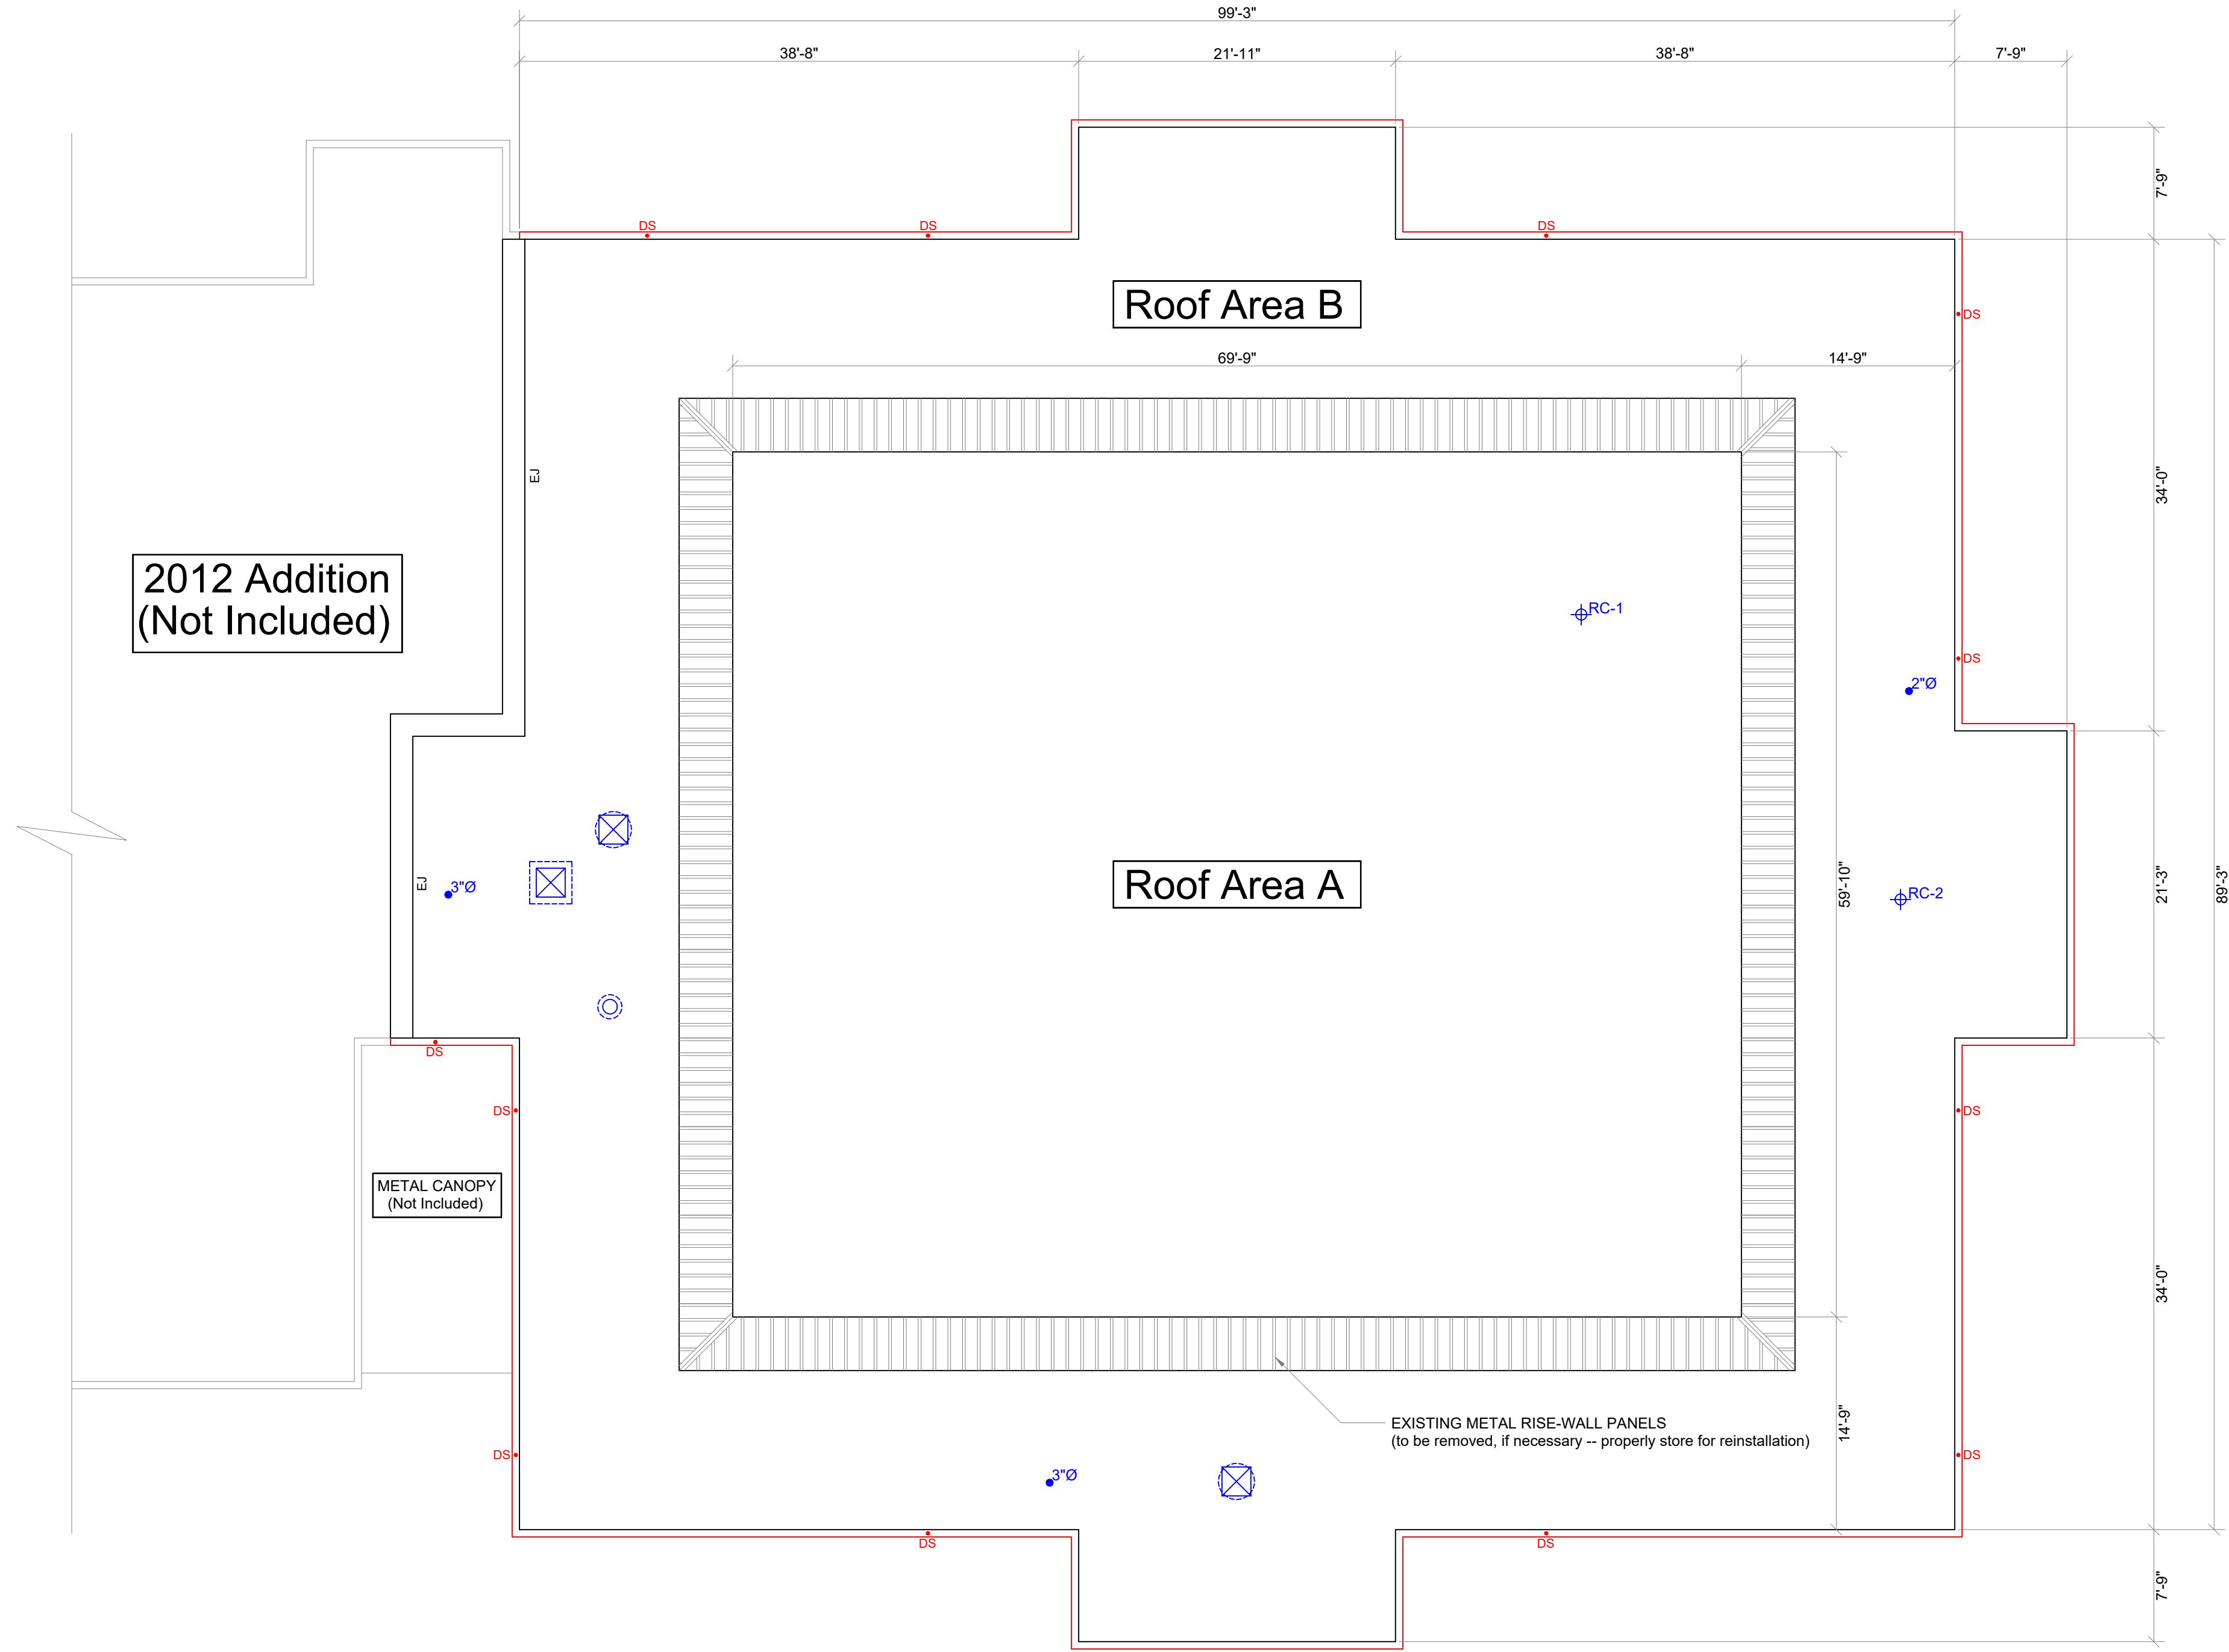 99'-3"
38'-8"
21'-11"
38'-8"
7'-9"
7'-9"
DS
DS
DS
Roof Area B
DS
69'-9"
14'-9"
EJ
34'-0"
2012 Addition
(Not Included)
RC-1
DS
2"Ø
EJ
3"Ø
Roof Area A
59'-10"
RC-2
21'-3"
89'-3"
DS
DS
DS
METAL CANOPY
(Not Included)
34'-0"
EXISTING METAL RISE-WALL PANELS
(to be removed, if necessary -- properly store for reinstallation)
14'-9"
DS
DS
3"Ø
DS
DS
7'-9"